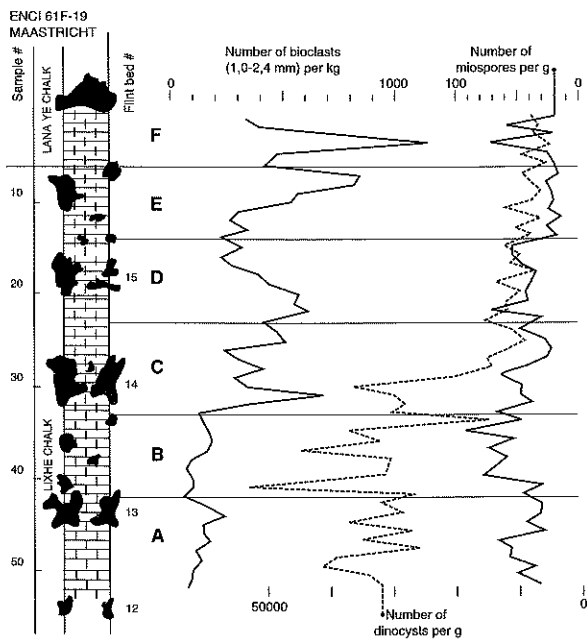 ENCI 61F-19
MAASTRICHT
Sample #
LANA YE CHALK
LIXHE CHALK
Flint bed #
Number of bioclasts
(1,0-2,4 mm) per kg
Number of
miospores per g
0
1000
100
0
F
E
D
C
B
A
10
20
30
40
50
15
14
13
12
50000
0
Number of
dinocysts per g